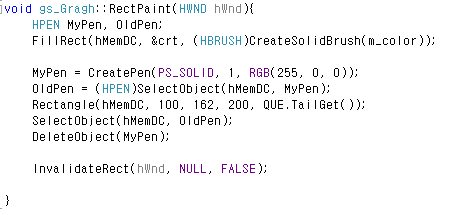 void gs_Gragh::RectPaint(HWND hWnd){
HPEN MyPen, OldPen;
FillRect(hMemDC, &crt, (HBRUSH)CreateSolidBrush(m_color));
MyPen = CreatePen(PS_SOLID, 1, RGB(255, 0, 0));
OldPen = (HPEN)SelectObject(hMemDC, MyPen);
Rectangle(hMemDC, 100, 162, 200, QUE.TailGet());
SelectObject(hMemDC, OldPen);
DeleteObject(MyPen);
InvalidateRect(hWnd, NULL, FALSE);
}